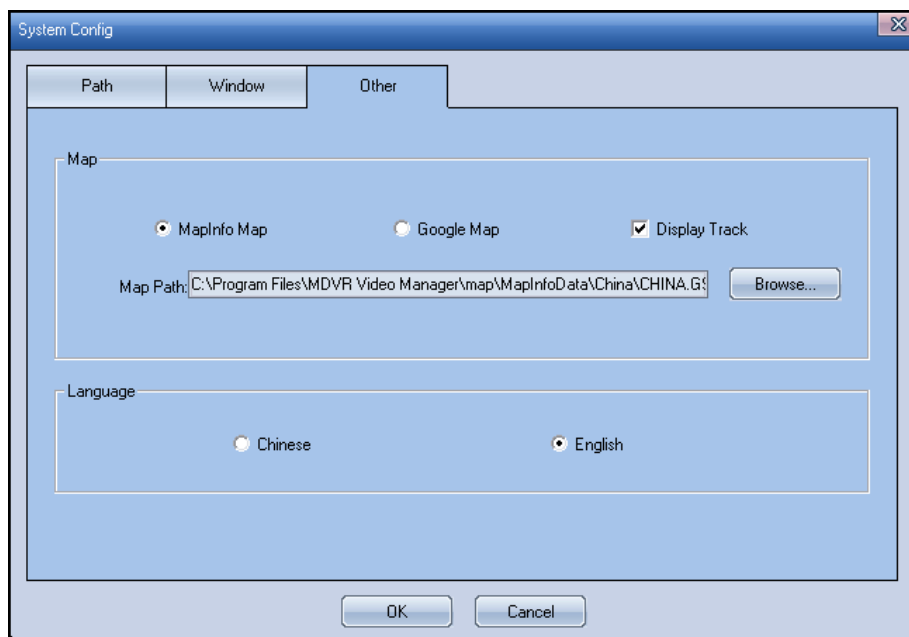 System Config
Path Window Other
Map
MapInfo Map Google Map Display Track
Map Path: C:\Program Files\MDVR Video Manager\map\MapInfoData\China\CHINA.GS Browse...
Language
Chinese English
OK Cancel